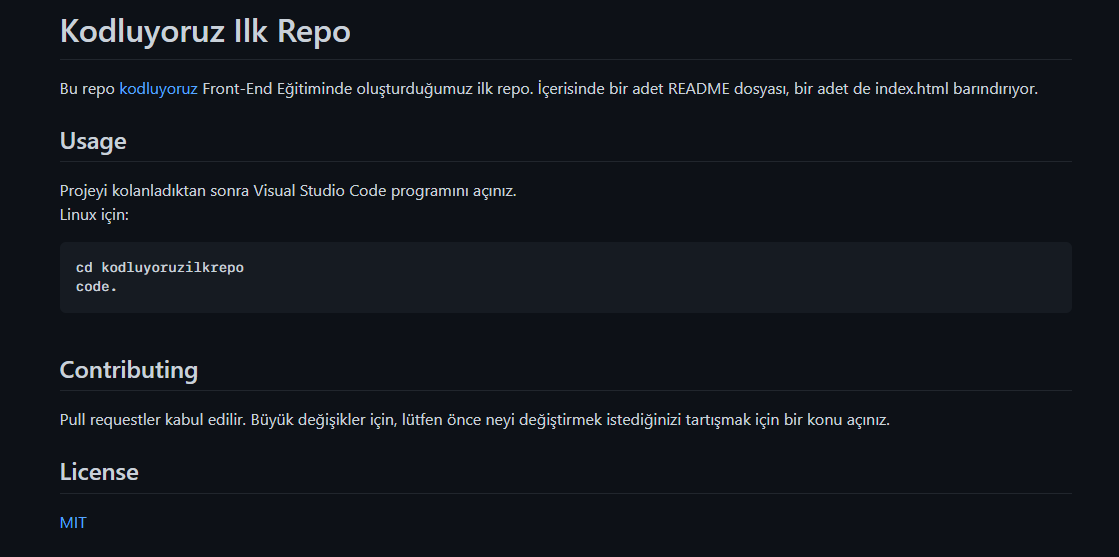 Kodluyoruz Ilk Repo
Bu repo kodluyoruz Front-End Eğitiminde oluşturduğumuz ilk repo. İçerisinde bir adet README dosyası, bir adet de index.html barındırıyor.
Usage
Projeyi kolanladıktan sonra Visual Studio Code programını açınız.
Linux için:
cd kodluyoruzilkrepo
code.
Contributing
Pull requestler kabul edilir. Büyük değişikler için, lütfen önce neyi değiştirmek istediğinizi tartışmak için bir konu açınız.
License
MIT